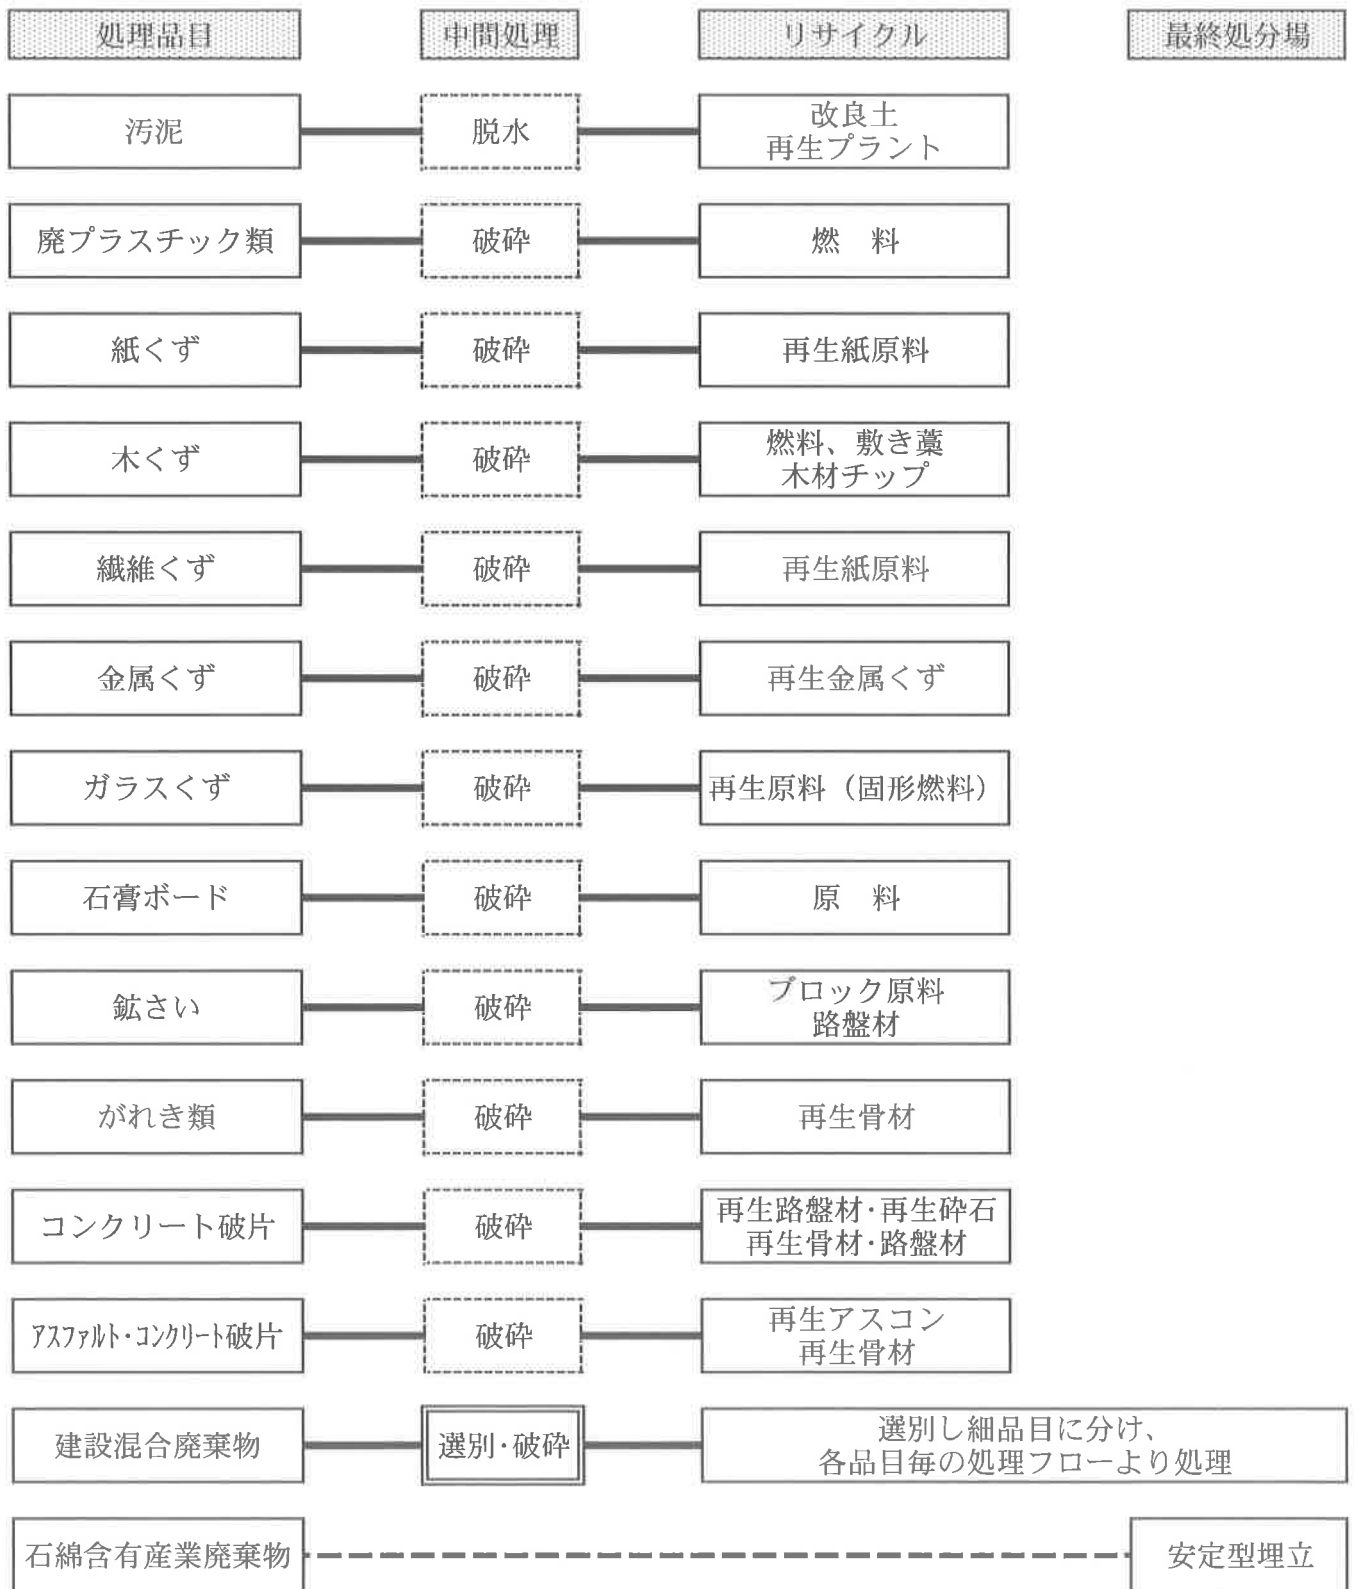 処理品目
中間処理
リサイクル
最終処分場
汚泥
脱水
改良土
再生プラント
廃プラスチック類
破砕
燃　料
紙くず
破砕
再生紙原料
木くず
破砕
燃料、敷き藁
木材チップ
繊維くず
破砕
再生紙原料
金属くず
破砕
再生金属くず
ガラスくず
破砕
再生原料（固形燃料）
石膏ボード
破砕
原　料
鉱さい
破砕
ブロック原料
路盤材
がれき類
破砕
再生骨材
コンクリート破片
破砕
再生路盤材・再生砕石
再生骨材・路盤材
ｱｽﾌｧﾙﾄ・ｺﾝｸﾘｰﾄ破片
破砕
再生アスコン
再生骨材
建設混合廃棄物
選別・破砕
選別し細品目に分け、
各品目毎の処理フローより処理
石綿含有産業廃棄物
安定型埋立